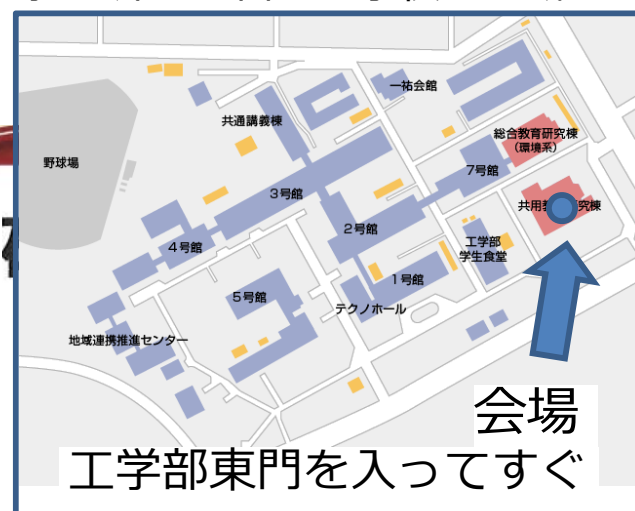 一祐会館
共通講義棟
総合教育研究棟
(環境系)
野球場
7号館
3号館
共用教 研究棟
2号館
4号館
工学部
学生食堂
1号館
5号館
テクノホール
地域連携推進センター
会場
工学部東門を入ってすぐ